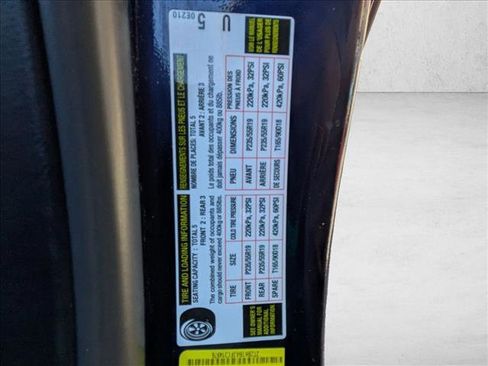 TIRE AND LOADING INFORMATION
SEATING CAPACITY : TOTAL 5 FRONT 2 : REAR 3
The combined weight of occupants and
cargo should never exceed 400kg or 885lbs.
TIRE SIZE COLD TIRE PRESSURE
FRONT P235/55R19 220kPa, 32PSI
REAR P235/55R19 220kPa, 32PSI
SPARE T165/90D18 420kPa, 60PSI
SEE OWNER'S
MANUAL FOR
ADDITIONAL
INFORMATION
RENSEIGNEMENTS SUR LES PNEUS ET LE CHARGEMENT
NOMBRE DE PLACES: TOTAL 5
AVANT 2 : ARRIÈRE 3
Le poids total des occupants et du chargement ne
doit jamais dépasser 400kg or 885lb.
PNEU DIMENSIONS PRESSION DES
PNEUS À FROID
AVANT P235/55R19 220kPa, 32PSI
ARRIÈRE P235/55R19 220kPa, 32PSI
DE SECOURS T165/90D18 420kPa, 60PSI
VOIR LE MANUEL
DE L'USAGER
POUR PLUS DE
RENSEIGNEMENTS
5 U
0E210